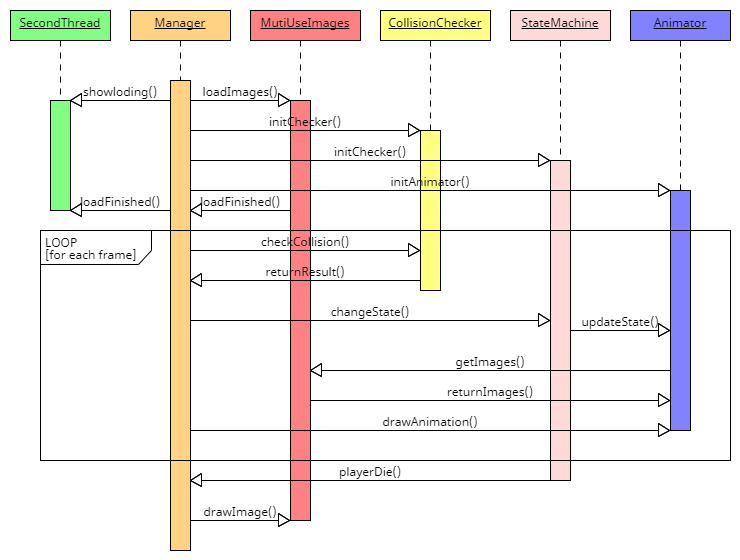 SecondThread
Manager
MutiUseImages
CollisionChecker
StateMachine
Animator
showloding()
loadImages()
initChecker()
initChecker()
initAnimator()
loadFinished()
loadFinished()
LOOP
[for each frame]
checkCollision()
returnResult()
changeState()
updateState()
getImages()
returnImages()
drawAnimation()
playerDie()
drawImage()